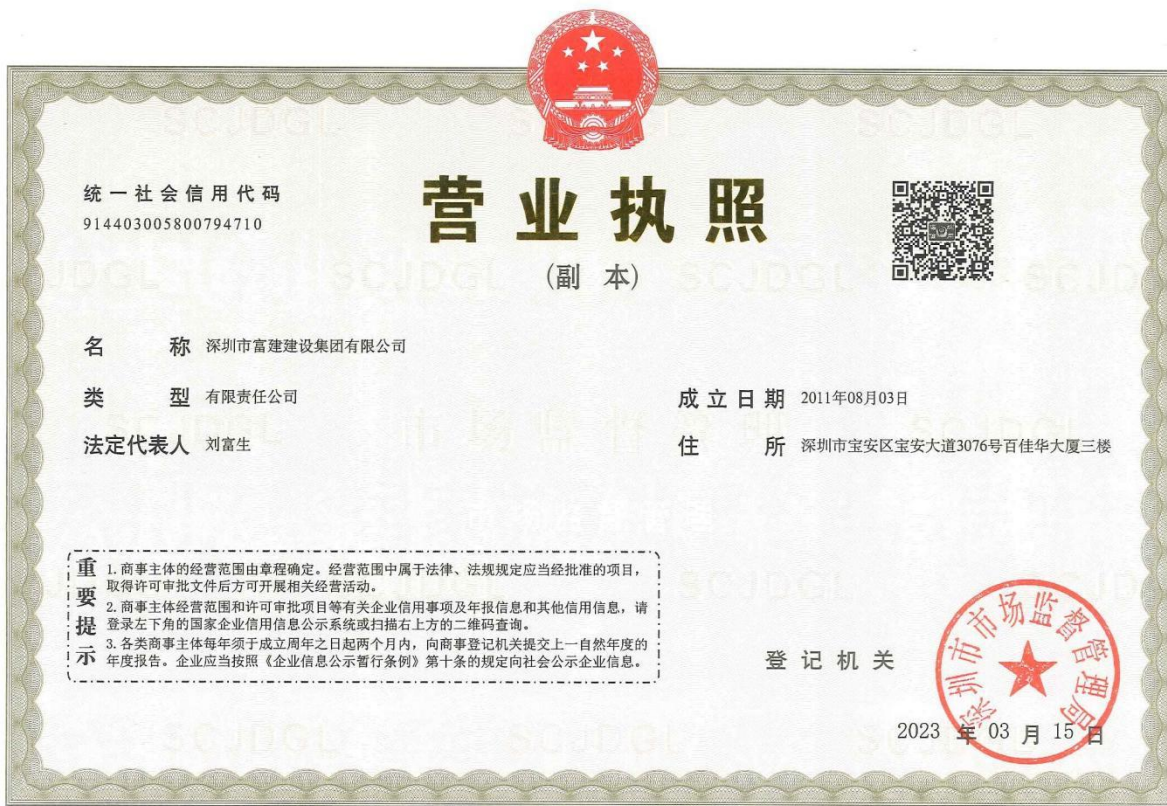 统一社会信用代码
914403005800794710
营业执照
(副 本)
名 称 深圳市富建建设集团有限公司
类 型 有限责任公司
法定代表人 刘富生
成立日期 2011年08月03日
住 所 深圳市宝安区宝安大道3076号百佳华大厦三楼
重要提示
1. 商事主体的经营范围由章程确定。经营范围中属于法律、法规规定应当经批准的项目，
取得许可审批文件后方可开展相关经营活动。
2. 商事主体经营范围和许可审批项目等有关企业信用事项及年报信息和其他信用信息，请
登录左下角的国家企业信用信息公示系统或扫描右上方的二维码查询。
3. 各类商事主体每年须于成立周年之日起两个月内，向商事登记机关提交上一自然年度的
年度报告。企业应当按照《企业信息公示暂行条例》第十条的规定向社会公示企业信息。
登记机关
深圳市市场监督管理局
2023 年 03 月 15 日
SCJDGL